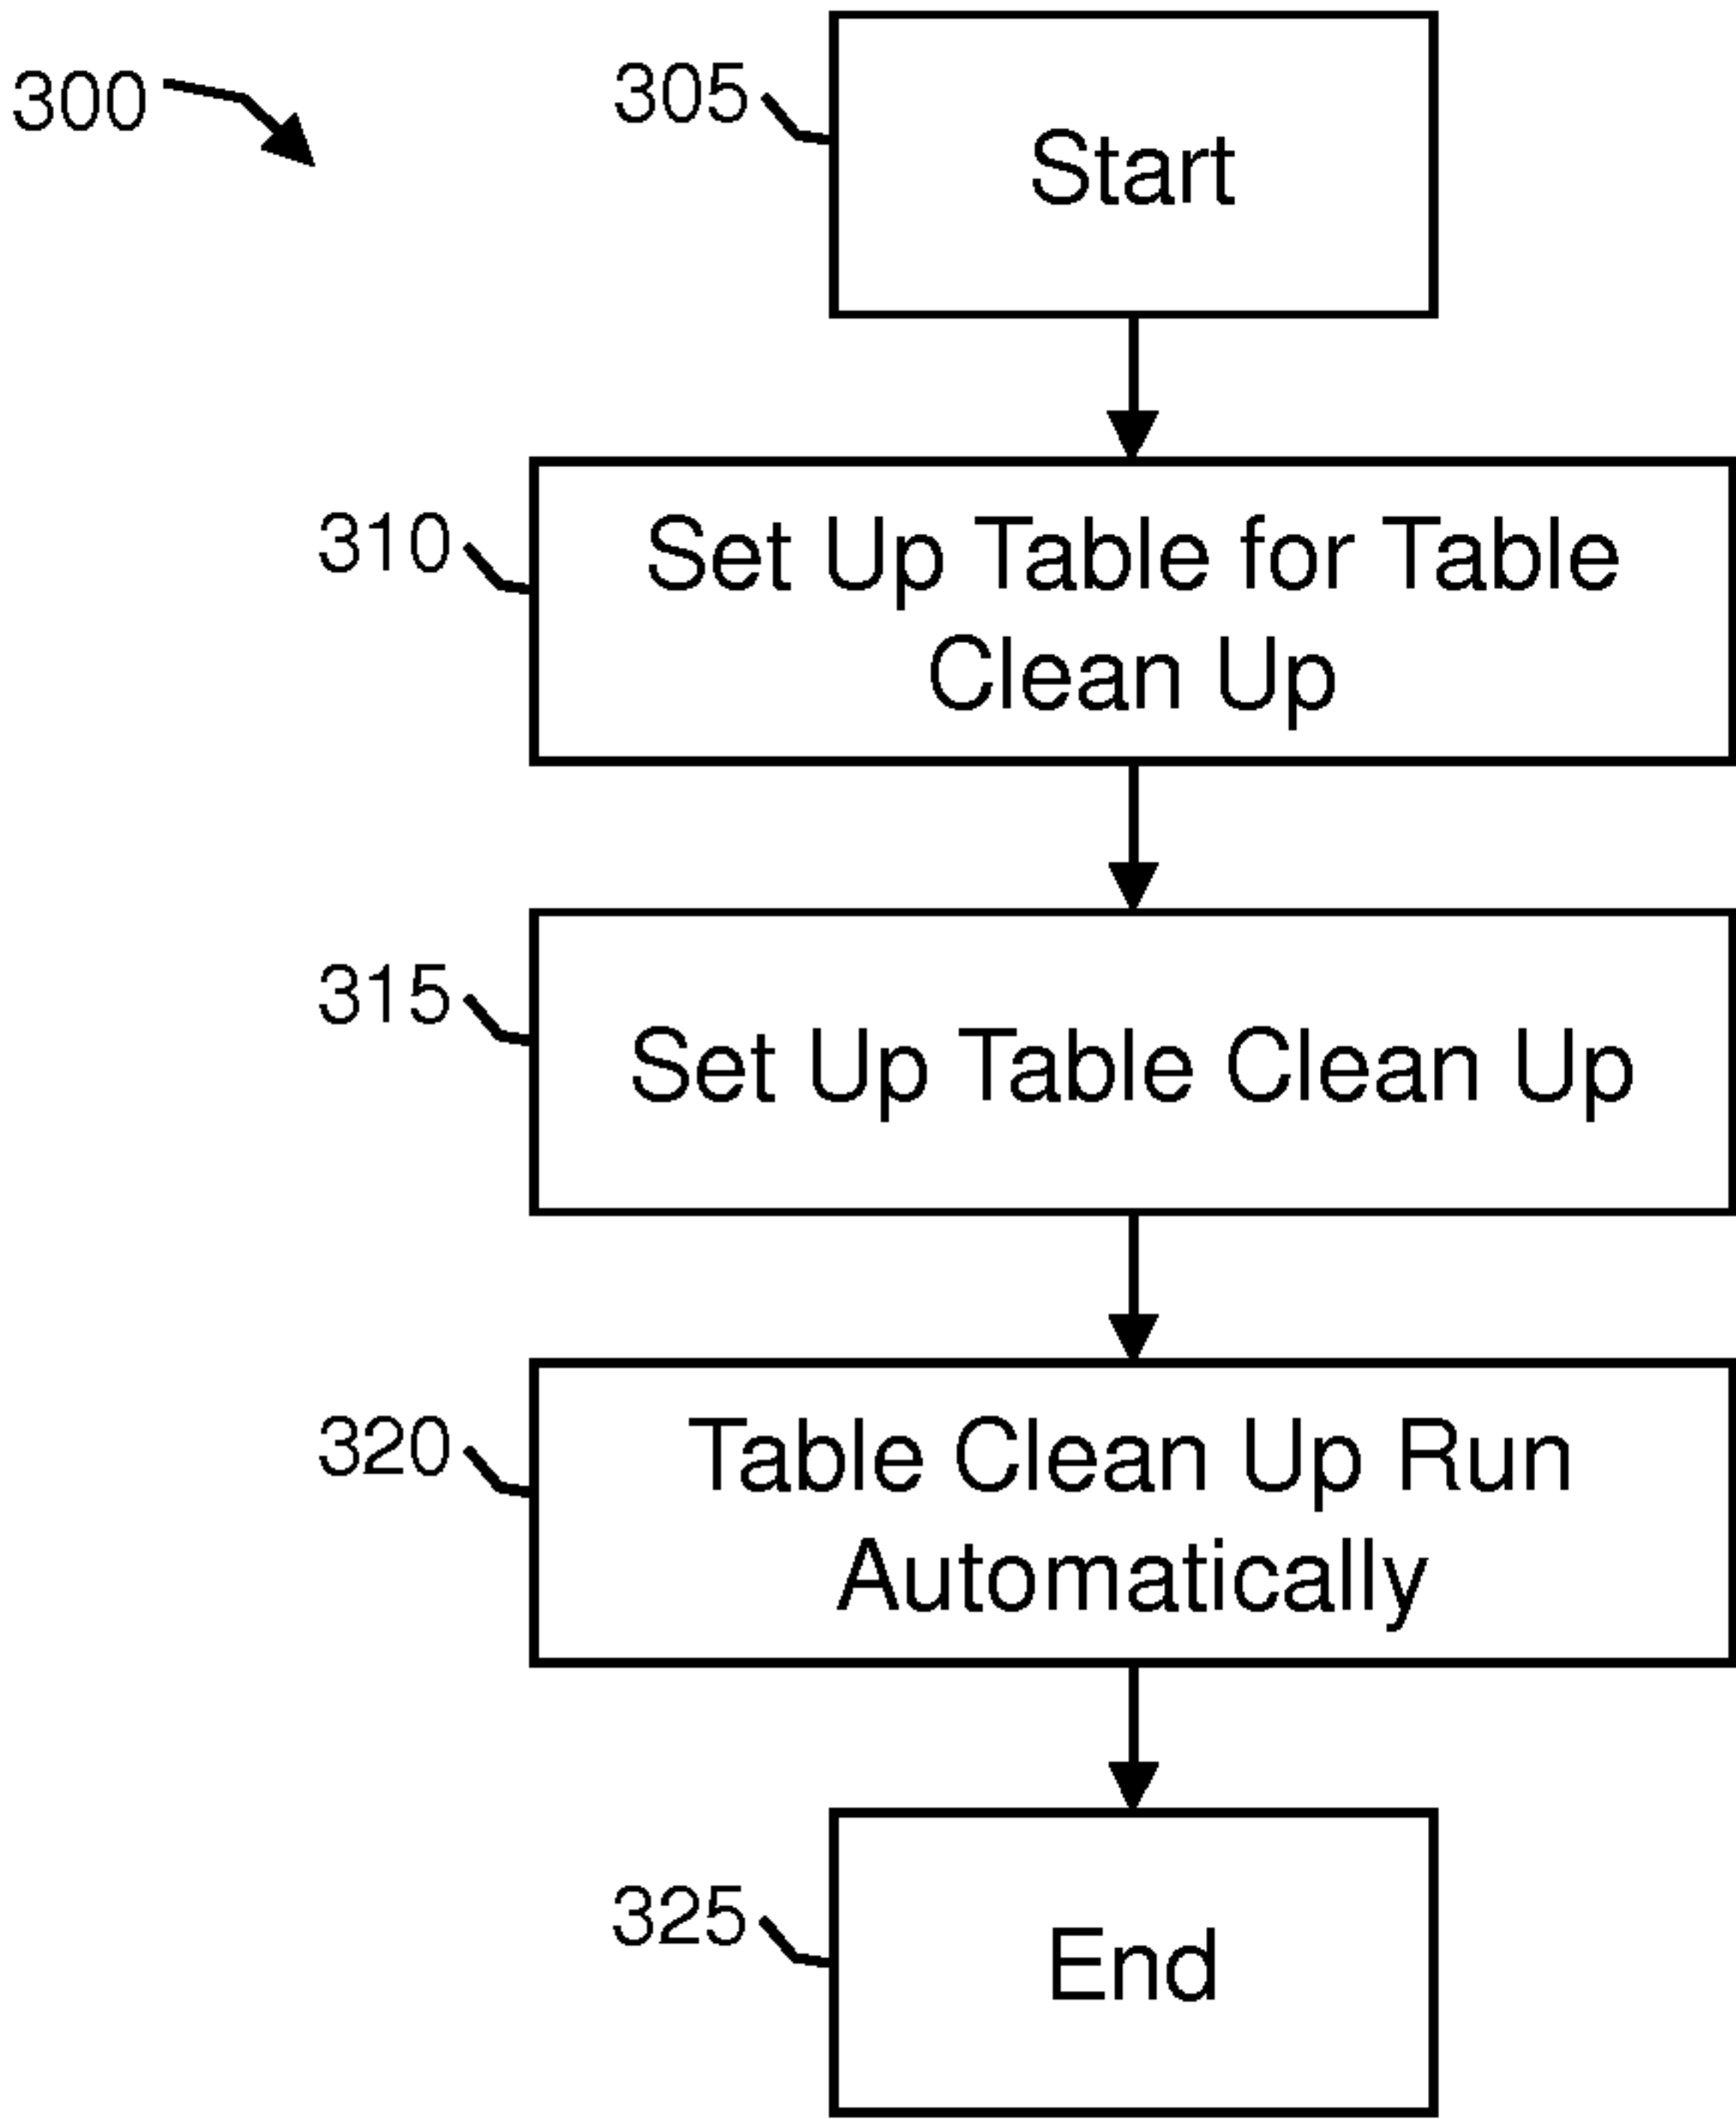 300
305
Start
310
Set Up Table for Table
Clean Up
315
Set Up Table Clean Up
320
Table Clean Up Run
Automatically
325
End